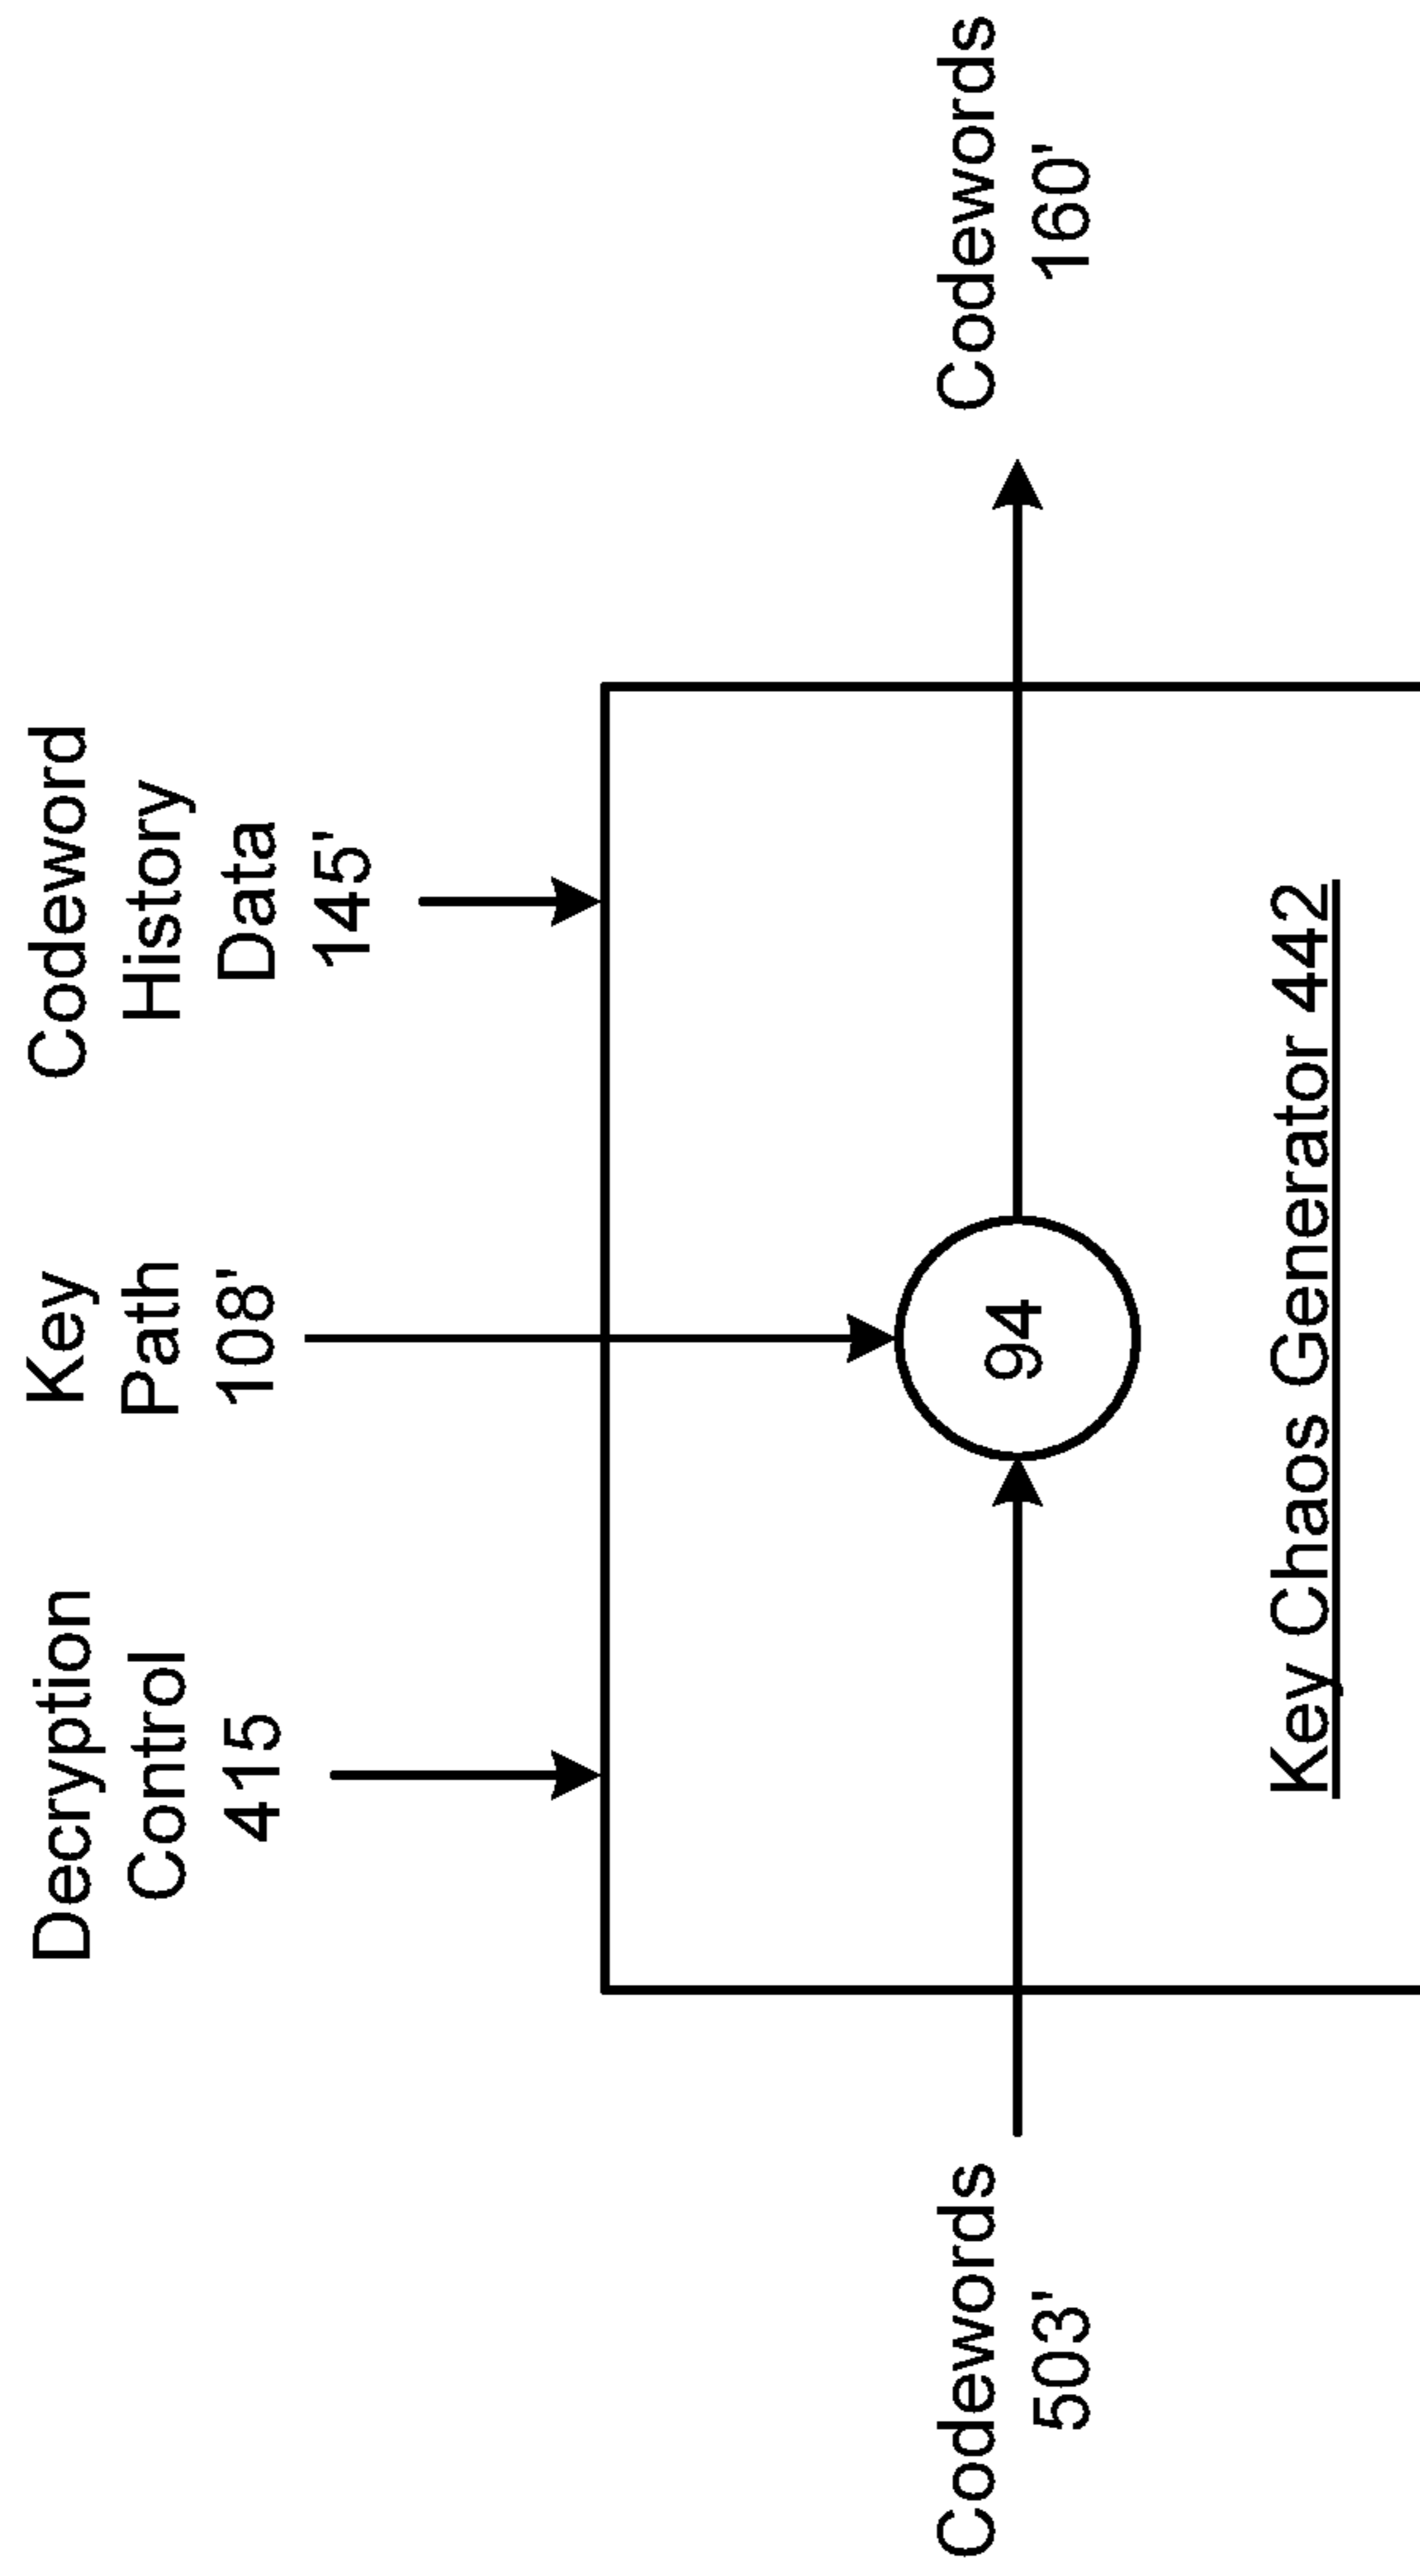 Decryption
Control
415
Key
Path
108'
Codeword
History
Data
145'
Codewords
503'
94
Codewords
160'
Key Chaos Generator 442